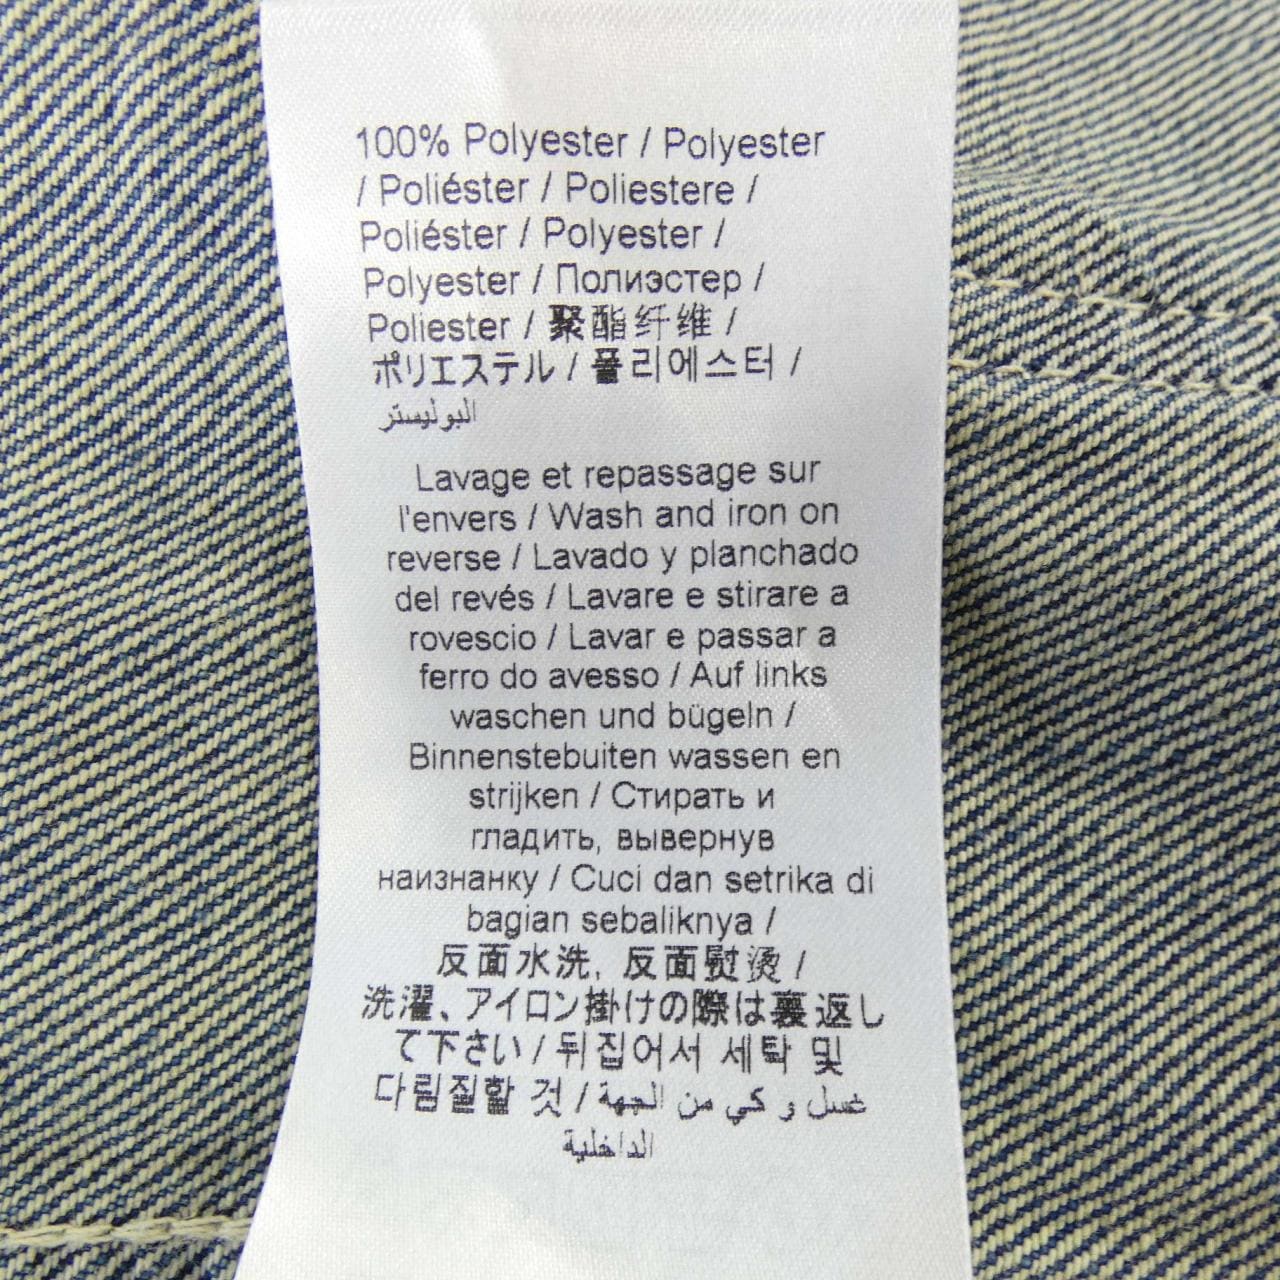 100% Polyester / Polyester
/ Poliéster / Poliestere /
Poliéster / Polyester /
Polyester / Полиэстер /
Poliester / 聚酯纤维 /
ポリエステル / 폴리에스터 /
البوليستر
Lavage et repassage sur
l'envers / Wash and iron on
reverse / Lavado y planchado
del revés / Lavare e stirare a
rovescio / Lavar e passar a
ferro do avesso / Auf links
waschen und bügeln /
Binnenstebuiten wassen en
strijken / Стирать и
гладить, вывернув
наизнанку / Cuci dan setrika di
bagian sebaliknya /
反面水洗, 反面熨烫 /
洗濯、アイロン掛けの際は裏返し
て下さい / 뒤집어서 세탁 및
다림질할 것 / غسل و كي من الجهة
الداخلية